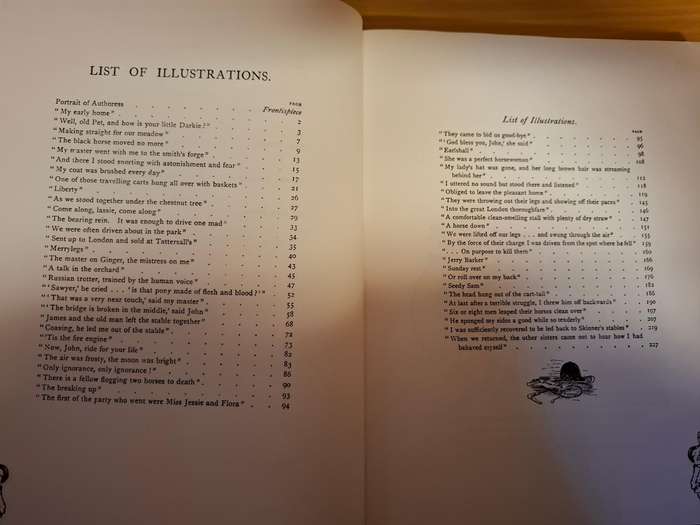 LIST OF ILLUSTRATIONS.
PAGE
Portrait of Authoress . . . . . . . Frontispiece
"My early home" . . . . . . . . 2
"Well, old Pet, and how is your little Darkie?" . . . 3
"Making straight for our meadow" . . . . . 7
"The black horse moved no more" . . . . . 9
"My master went with me to the smith's forge" . . . 13
"And there I stood snorting with astonishment and fear" . . 15
"My coat was brushed every day" . . . . . 17
"One of those travelling carts hung all over with baskets" . . 21
"Liberty" . . . . . . . . . 26
"As we stood together under the chestnut tree" . . . 27
"Come along, lassie, come along" . . . . . 29
"The bearing rein. It was enough to drive one mad" . . 33
"We were often driven about in the park" . . . . 34
"Sent up to London and sold at Tattersall's" . . . 36
"Merrylegs" . . . . . . . . . 40
"The master on Ginger, the mistress on me" . . . 43
"A talk in the orchard" . . . . . . . 45
"Russian trotter, trained by the human voice" . . . 47
"'Sawyer,' he cried . . . 'is that pony made of flesh and blood?'" . 52
"'That was a very near touch,' said my master" . . . 55
"'The bridge is broken in the middle,' said John" . . . 58
"James and the old man left the stable together" . . . 68
"Coaxing, he led me out of the stable" . . . . 72
"'Tis the fire engine" . . . . . . . 73
"Now, John, ride for your life" . . . . . 82
"The air was frosty, the moon was bright" . . . . 83
"Only ignorance, only ignorance!" . . . . . 86
"There is a fellow flogging two horses to death" . . . 90
"The breaking up" . . . . . . . . 93
"The first of the party who went were Miss Jessie and Flora" . . 94
List of Illustrations.
PAGE
"They came to bid us good-bye" . . . . . . 95
"'God bless you, John,' she said" . . . . . 96
"Earlshall" . . . . . . . . . 98
"She was a perfect horsewoman" . . . . . . 108
"My lady's hat was gone, and her long brown hair was streaming
behind her" . . . . . . . . 112
"I uttered no sound but stood there and listened" . . . 118
"Obliged to leave the pleasant home" . . . . . 119
"They were throwing out their legs and showing off their paces" . 145
"Into the great London thoroughfare" . . . . . 146
"A comfortable clean-smelling stall with plenty of dry straw" . 147
"A horse down" . . . . . . . . 151
"We were lifted off our legs . . . and swung through the air" . 155
"By the force of their charge I was driven from the spot where he fell" 159
". . . On purpose to kill them" . . . . . . 160
"Jerry Barker" . . . . . . . . 166
"Sunday rest" . . . . . . . . 169
"Or roll over on my back" . . . . . . . 176
"Seedy Sam" . . . . . . . . . 182
"The head hung out of the cart-tail" . . . . . 186
"At last after a terrible struggle, I threw him off backwards" . 190
"Six or eight men leaped their horses clean over" . . . 197
"He sponged my sides a good while so tenderly" . . . 207
"I was sufficiently recovered to be led back to Skinner's stables" . 219
"When we returned, the other sisters came out to hear how I had
behaved myself" . . . . . . . . 227